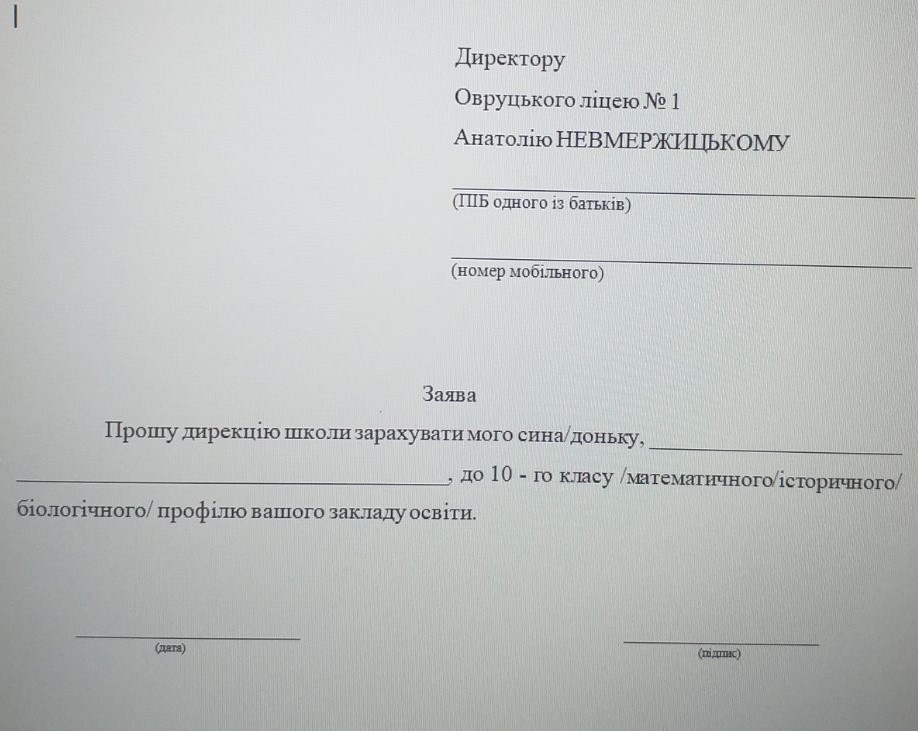 Директору
Овруцького ліцею № 1
Анатолію НЕВМЕРЖИЦЬКОМУ
(ПІБ одного із батьків)
(номер мобільного)
Заява
Прошу дирекцію школи зарахувати мого сина/доньку, ____________________
____________________, до 10 - го класу /математичного/історичного/
біологічного/ профілю вашого закладу освіти.
(дата) (підпис)